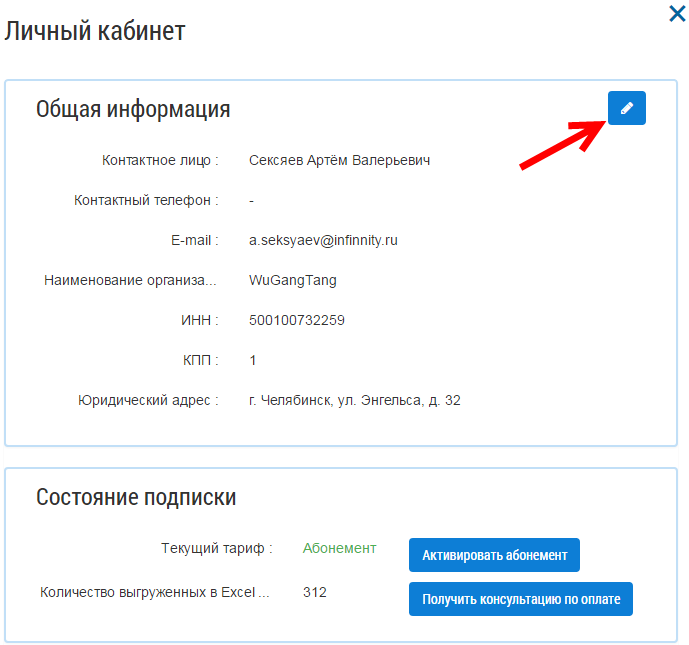 Личный кабинет
Общая информация
Контактное лицо : Сексяев Артём Валерьевич
Контактный телефон : -
E-mail : a.seksyaev@infinnity.ru
Наименование организа... WuGangTang
ИНН : 500100732259
КПП : 1
Юридический адрес : г. Челябинск, ул. Энгельса, д. 32
Состояние подписки
Текущий тариф : Абонемент Активировать абонемент
Количество выгруженных в Excel ... 312 Получить консультацию по оплате